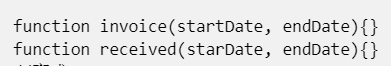 function invoice(startDate, endDate){}
function received(starDate, endDate){}